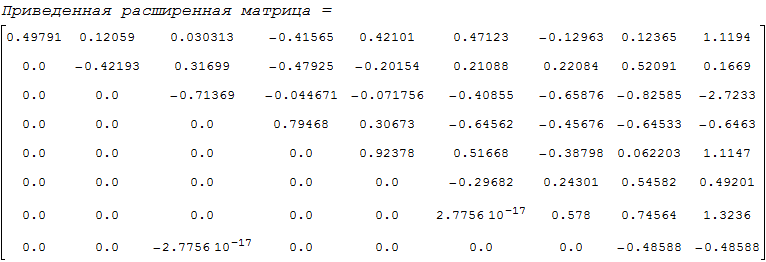 Приведенная расширенная матрица =
0.49791 0.12059 0.030313 −0.41565 0.42101 0.47123 −0.12963 0.12365 1.1194
0.0 −0.42193 0.31699 −0.47925 −0.20154 0.21088 0.22084 0.52091 0.1669
0.0 0.0 −0.71369 −0.044671 −0.071756 −0.40855 −0.65876 −0.82585 −2.7233
0.0 0.0 0.0 0.79468 0.30673 −0.64562 −0.45676 −0.64533 −0.6463
0.0 0.0 0.0 0.0 0.92378 0.51668 −0.38798 0.062203 1.1147
0.0 0.0 0.0 0.0 0.0 −0.29682 0.24301 0.54582 0.49201
0.0 0.0 0.0 0.0 0.0 2.7756 10⁻¹⁷ 0.578 0.74564 1.3236
0.0 0.0 −2.7756 10⁻¹⁷ 0.0 0.0 0.0 0.0 −0.48588 −0.48588